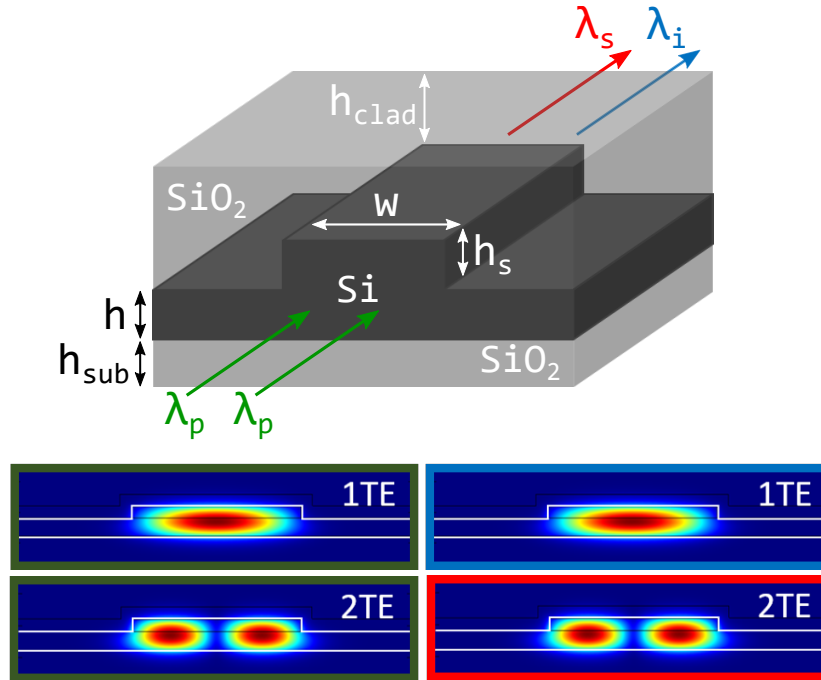 λs λi
hclad
SiO2
w
hs
Si
h
hsub
SiO2
λp λp
1TE 1TE
2TE 2TE